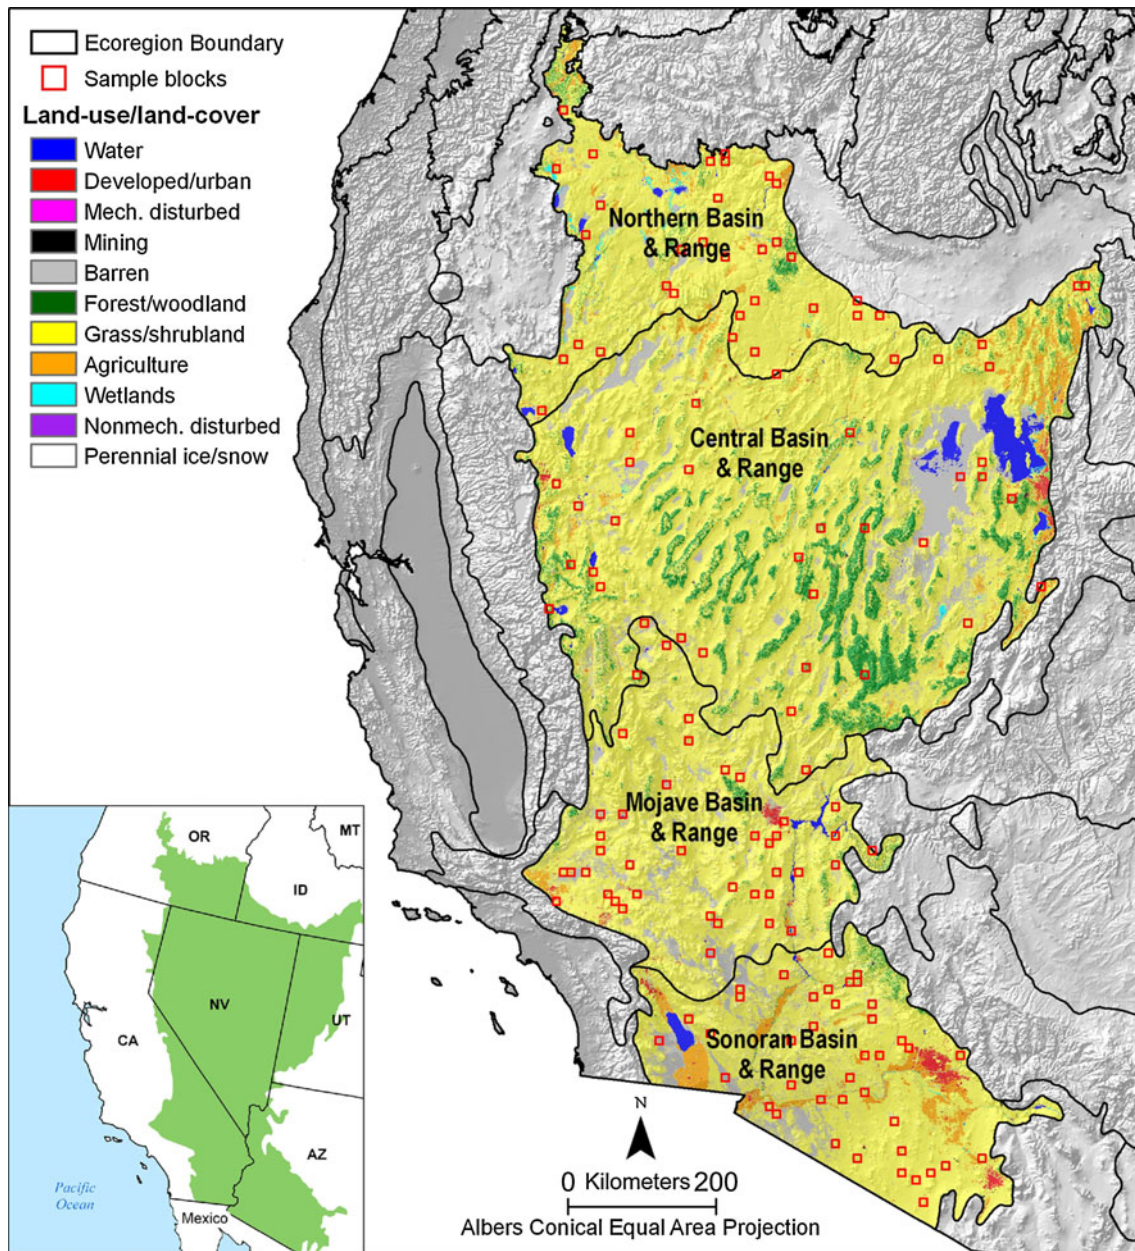 Ecoregion Boundary
Sample blocks
Land-use/land-cover
Water
Developed/urban
Mech. disturbed
Mining
Barren
Forest/woodland
Grass/shrubland
Agriculture
Wetlands
Nonmech. disturbed
Perennial ice/snow
Northern Basin
& Range
Central Basin
& Range
Mojave Basin
& Range
Sonoran Basin
& Range
N
0 Kilometers 200
Albers Conical Equal Area Projection
OR
MT
ID
NV
UT
CA
AZ
Pacific
Ocean
Mexico